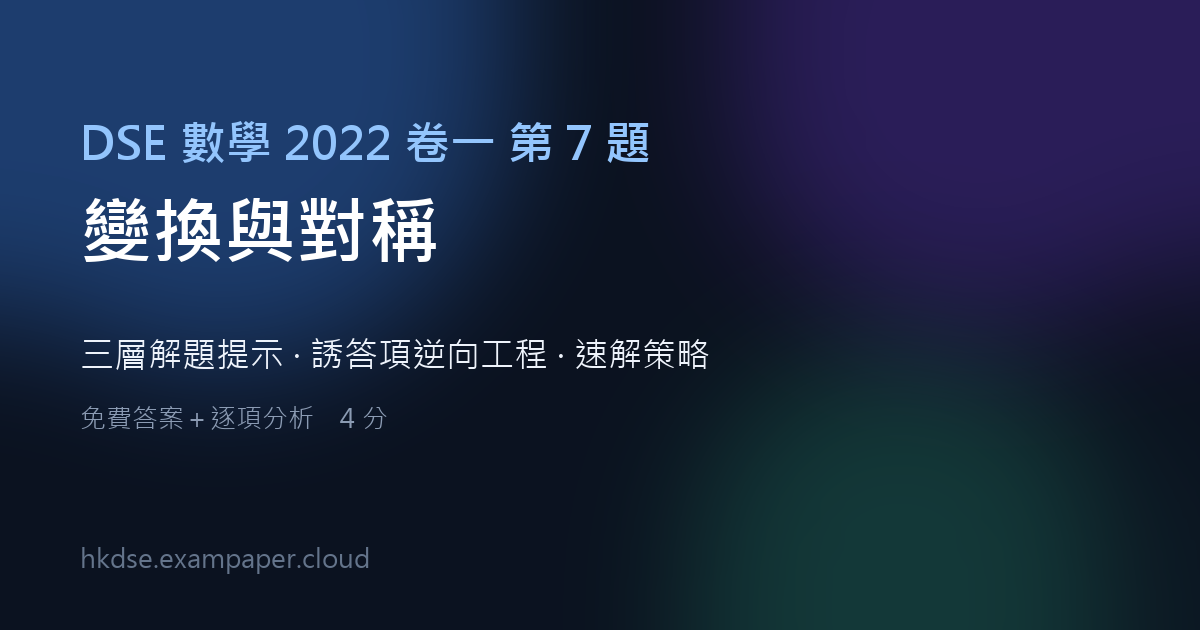 DSE 數學 2022 卷一 第 7 題
變換與對稱
三層解題提示 · 誘答項逆向工程 · 速解策略
免費答案 + 逐項分析 4 分
hkdse.exampaper.cloud